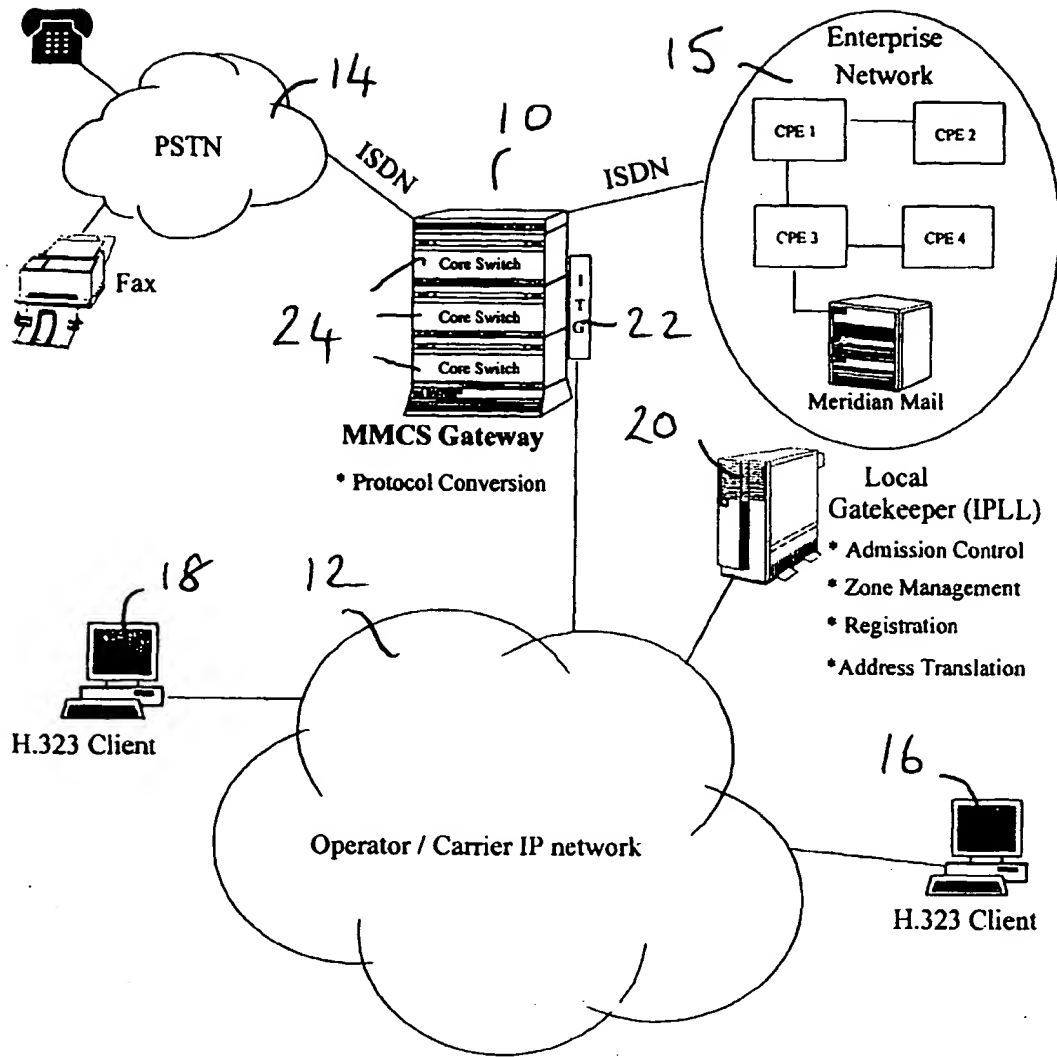 14
PSTN
ISDN
Fax
10
ISDN
15
Enterprise
Network
CPE 1
CPE 2
CPE 3
CPE 4
Meridian Mail
Core Switch
Core Switch
Core Switch
24
24
ITG
22
MMCS Gateway
* Protocol Conversion
20
Local
Gatekeeper (IPLL)
* Admission Control
* Zone Management
* Registration
*Address Translation
18
H.323 Client
12
Operator / Carrier IP network
16
H.323 Client